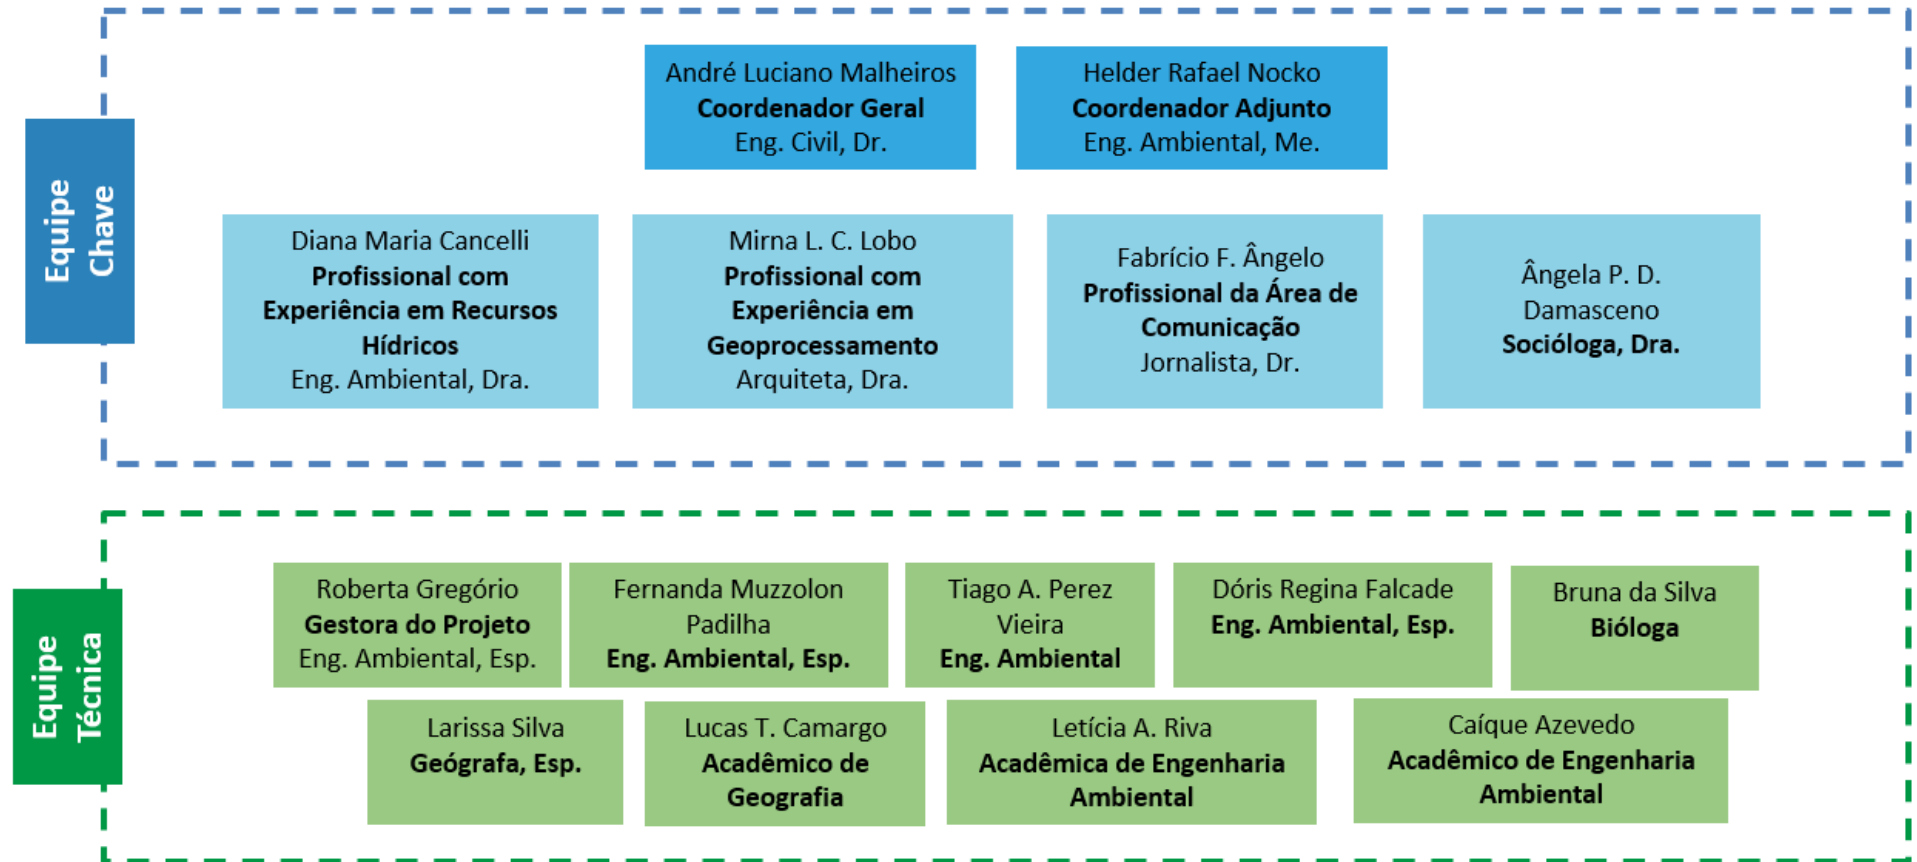 Equipe
Chave
André Luciano Malheiros
Coordenador Geral
Eng. Civil, Dr.
Helder Rafael Nocko
Coordenador Adjunto
Eng. Ambiental, Me.
Diana Maria Cancelli
Profissional com
Experiência em Recursos
Hídricos
Eng. Ambiental, Dra.
Mirna L. C. Lobo
Profissional com
Experiência em
Geoprocessamento
Arquiteta, Dra.
Fabrício F. Ângelo
Profissional da Área de
Comunicação
Jornalista, Dr.
Ângela P. D.
Damasceno
Socióloga, Dra.
Equipe
Técnica
Roberta Gregório
Gestora do Projeto
Eng. Ambiental, Esp.
Fernanda Muzzolon
Padilha
Eng. Ambiental, Esp.
Tiago A. Perez
Vieira
Eng. Ambiental
Dóris Regina Falcade
Eng. Ambiental, Esp.
Bruna da Silva
Bióloga
Larissa Silva
Geógrafa, Esp.
Lucas T. Camargo
Acadêmico de
Geografia
Letícia A. Riva
Acadêmica de Engenharia
Ambiental
Caíque Azevedo
Acadêmico de Engenharia
Ambiental